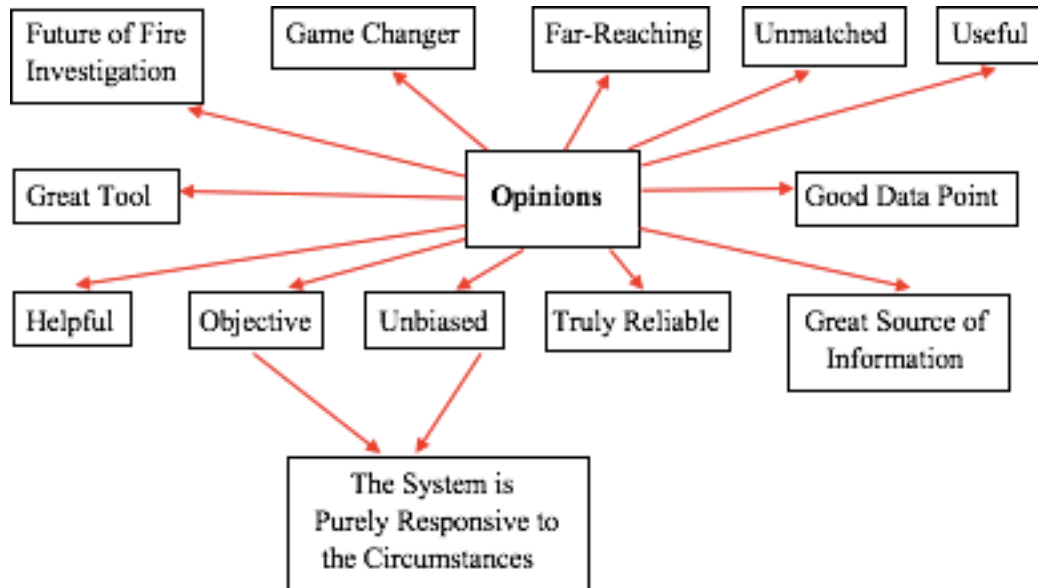 Future of Fire
Investigation
Game Changer
Far-Reaching
Unmatched
Useful
Great Tool
Opinions
Good Data Point
Helpful
Objective
Unbiased
Truly Reliable
Great Source of
Information
The System is
Purely Responsive to
the Circumstances